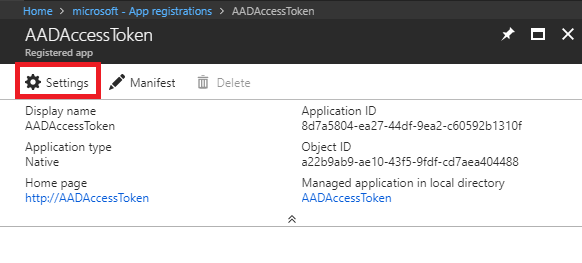 Home > microsoft - App registrations > AADAccessToken
AADAccessToken
Registered app
Settings Manifest Delete
Display name Application ID
AADAccessToken 8d7a5804-ea27-44df-9ea2-c60592b1310f
Application type Object ID
Native a22b9ab9-ae10-43f5-9fdf-cd7aea404488
Home page Managed application in local directory
http://AADAccessToken AADAccessToken